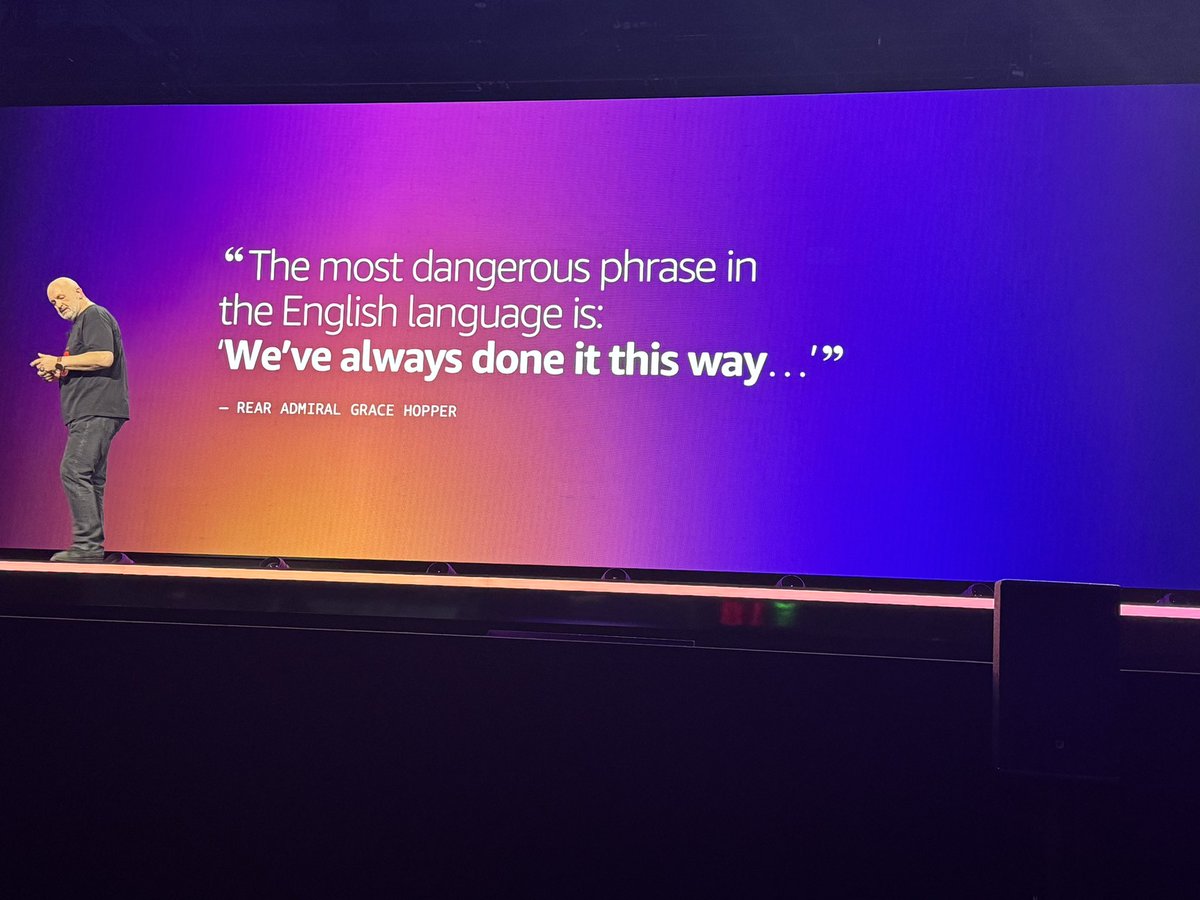 “The most dangerous phrase in
the English language is:
‘We’ve always done it this way...’”
— REAR ADMIRAL GRACE HOPPER